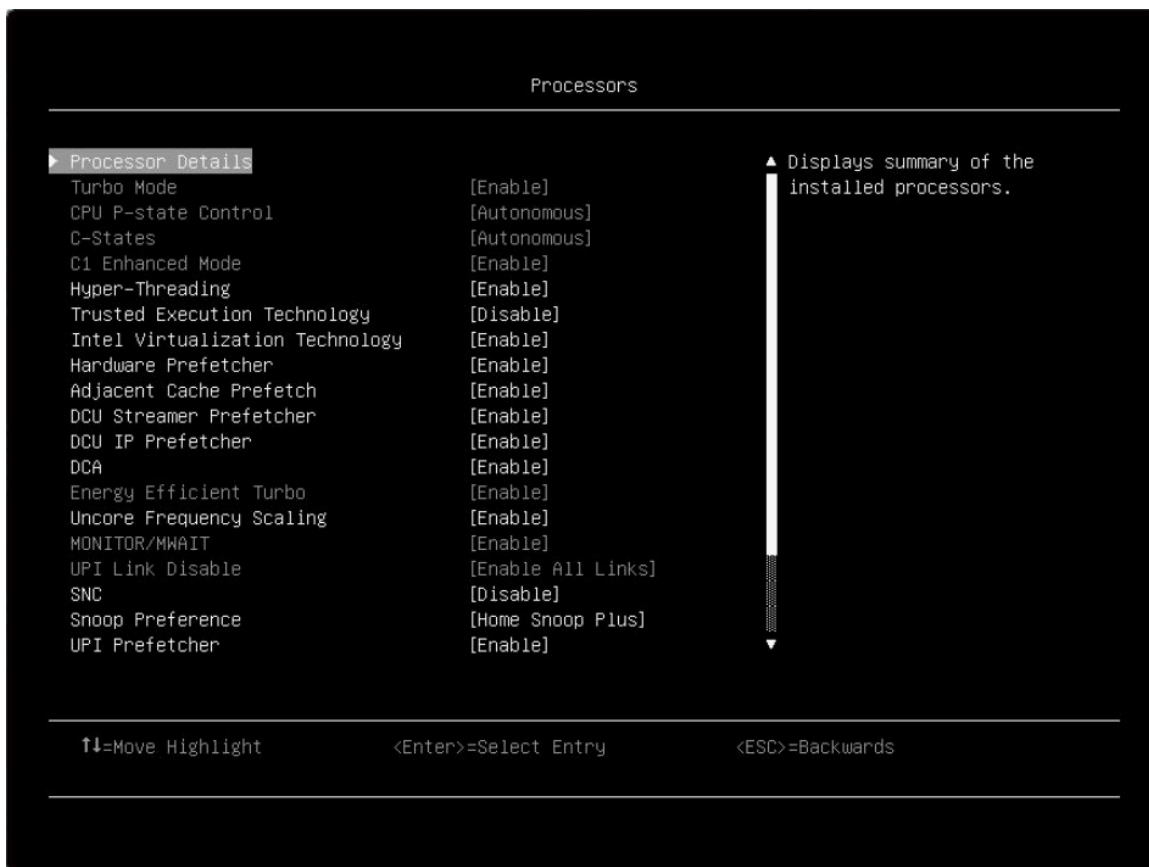 Processors
Processor Details
Turbo Mode [Enable]
CPU P-state Control [Autonomous]
C-States [Autonomous]
C1 Enhanced Mode [Enable]
Hyper-Threading [Enable]
Trusted Execution Technology [Disable]
Intel Virtualization Technology [Enable]
Hardware Prefetcher [Enable]
Adjacent Cache Prefetch [Enable]
DCU Streamer Prefetcher [Enable]
DCU IP Prefetcher [Enable]
DCA [Enable]
Energy Efficient Turbo [Enable]
Uncore Frequency Scaling [Enable]
MONITOR/MWAIT [Enable]
UPI Link Disable [Enable All Links]
SNC [Disable]
Snoop Preference [Home Snoop Plus]
UPI Prefetcher [Enable]
Displays summary of the
installed processors.
↑↓=Move Highlight <Enter>=Select Entry <ESC>=Backwards